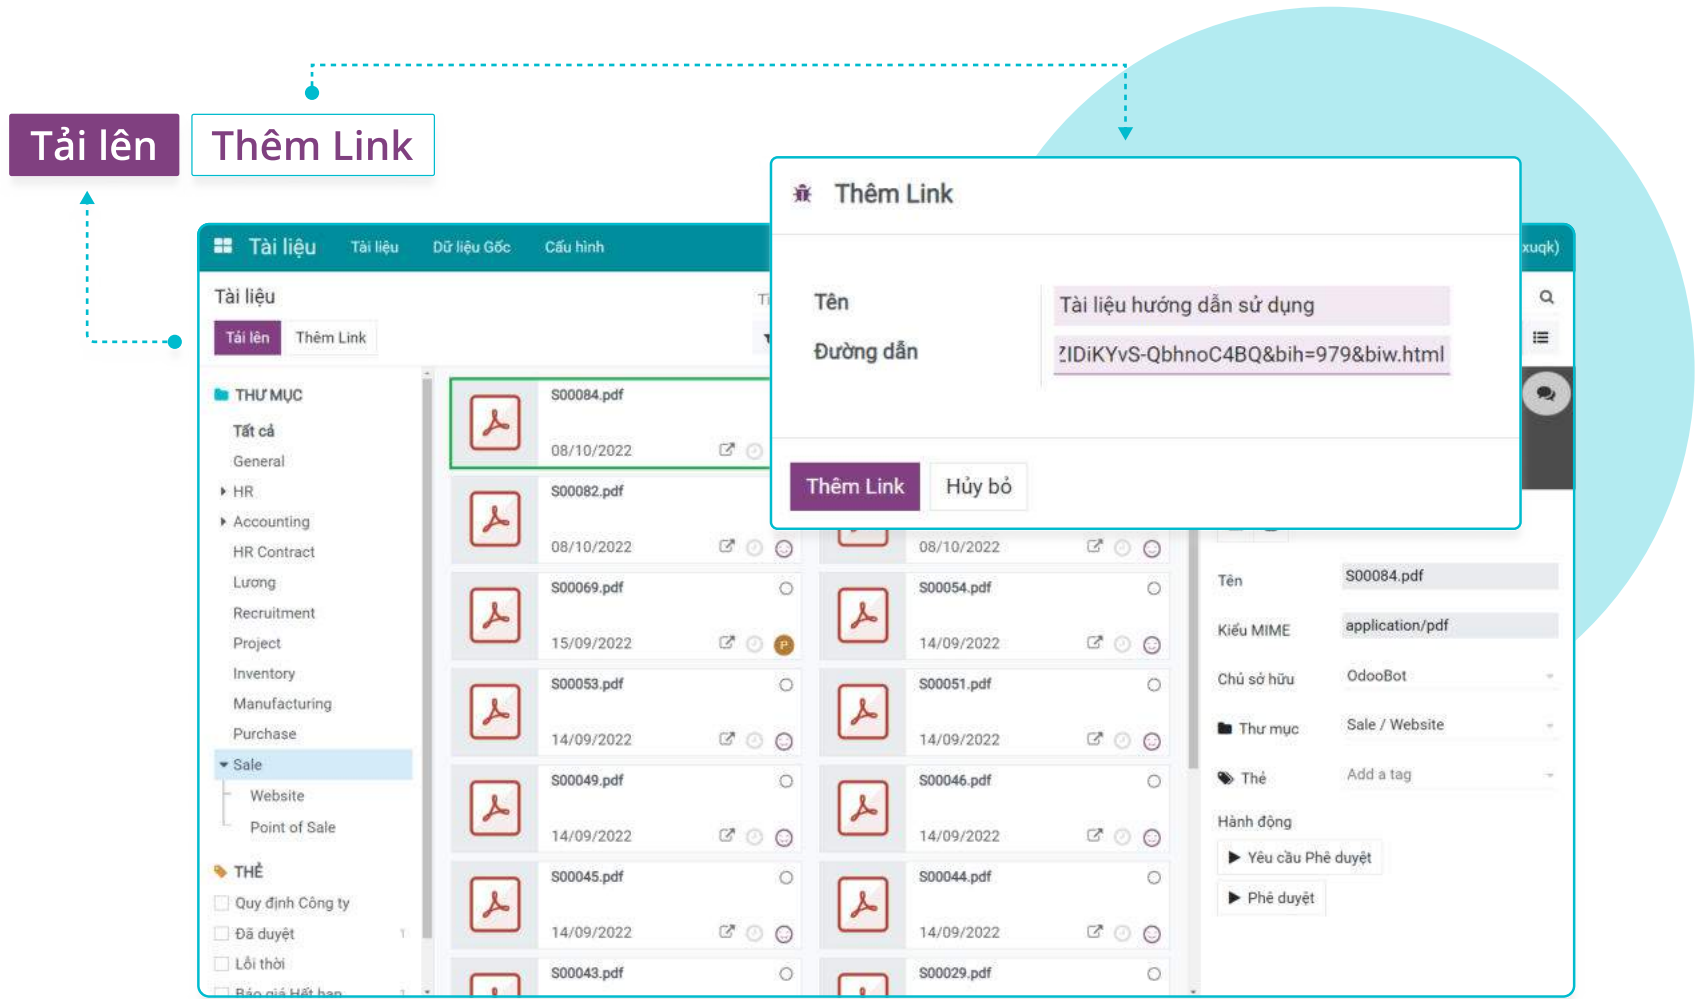 Tải lên
Thêm Link
Thêm Link
Tên
Tài liệu hướng dẫn sử dụng
Đường dẫn
ZIDiKYvS-QbhnoC4BQ&bih=979&biw.html
Thêm Link
Hủy bỏ
Tài liệu
Tài liệu
Dữ liệu Gốc
Cấu hình
xuqk)
Tài liệu
Tải lên
Thêm Link
THƯ MỤC
Tất cả
General
HR
Accounting
HR Contract
Lương
Recruitment
Project
Inventory
Manufacturing
Purchase
Sale
Website
Point of Sale
THẺ
Quy định Công ty
Đã duyệt 1
Lỗi thời
Báo giá Hết hạn 1
S00084.pdf
08/10/2022
S00082.pdf
08/10/2022
08/10/2022
S00069.pdf
15/09/2022
P
S00054.pdf
14/09/2022
S00053.pdf
14/09/2022
S00051.pdf
14/09/2022
S00049.pdf
14/09/2022
S00046.pdf
14/09/2022
S00045.pdf
14/09/2022
S00044.pdf
14/09/2022
S00043.pdf
S00029.pdf
Tên
S00084.pdf
Kiểu MIME
application/pdf
Chủ sở hữu
OdooBot
Thư mục
Sale / Website
Thẻ
Add a tag
Hành động
Yêu cầu Phê duyệt
Phê duyệt